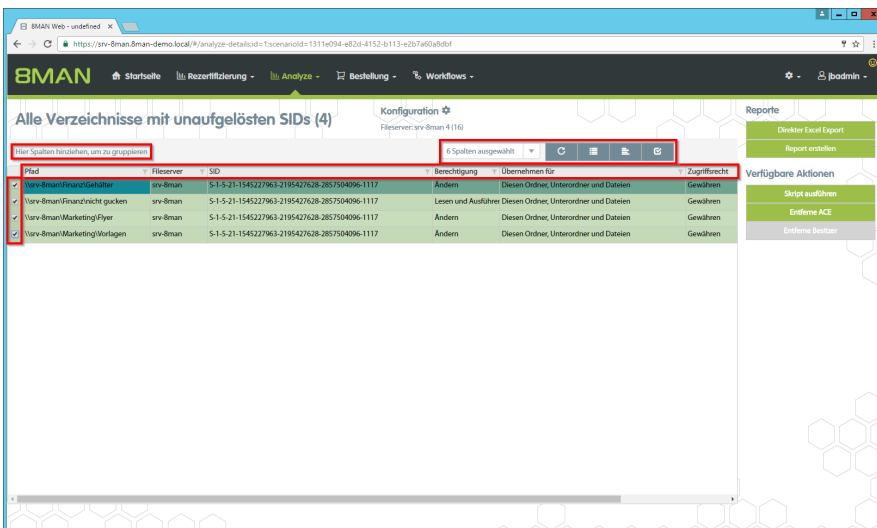 8MAN Web - undefined
https://srv-8man.8man-demo.local/#/analyze-details;id=1;scenarioId=1311e094-e82d-4152-b113-e2b7a60a8dbf
8MAN Startseite Rezertifizierung Analyze Bestellung Workflows jbadmin
Alle Verzeichnisse mit unaufgelösten SIDs (4)
Konfiguration
Fileserver: srv-8man 4 (16)
Reporte
Direkter Excel Export
Report erstellen
Hier Spalten hinziehen, um zu gruppieren
6 Spalten ausgewählt
Pfad Fileserver SID Berechtigung Übernehmen für Zugriffsrecht
\\srv-8man\Finanz\Gehälter srv-8man S-1-5-21-1545227963-2195427628-2857504096-1117 Ändern Diesen Ordner, Unterordner und Dateien Gewähren
\\srv-8man\Finanz\nicht gucken srv-8man S-1-5-21-1545227963-2195427628-2857504096-1117 Lesen und Ausführen Diesen Ordner, Unterordner und Dateien Gewähren
\\srv-8man\Marketing\Flyer srv-8man S-1-5-21-1545227963-2195427628-2857504096-1117 Ändern Diesen Ordner, Unterordner und Dateien Gewähren
\\srv-8man\Marketing\Vorlagen srv-8man S-1-5-21-1545227963-2195427628-2857504096-1117 Ändern Diesen Ordner, Unterordner und Dateien Gewähren
Verfügbare Aktionen
Skript ausführen
Entferne ACE
Entferne Besitzer